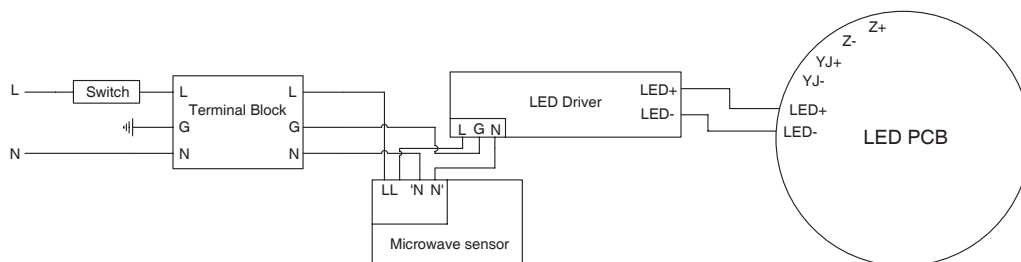 Z+
Z-
YJ+
YJ-
L Switch L Terminal Block L
G G
N N N
LED Driver LED+
LED-
L G N
LED+
LED-
LED PCB
LL 'N N'
Microwave sensor